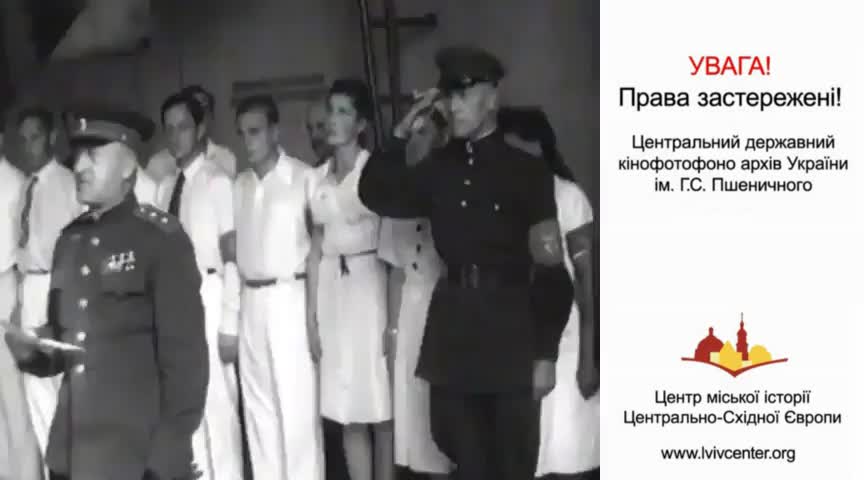 УВАГА!
Права застережені!
Центральний державний
кінофотофоно архів України
ім. Г.С. Пшеничного
Центр міської історії
Центрально-Східної Європи
www.lvivcenter.org